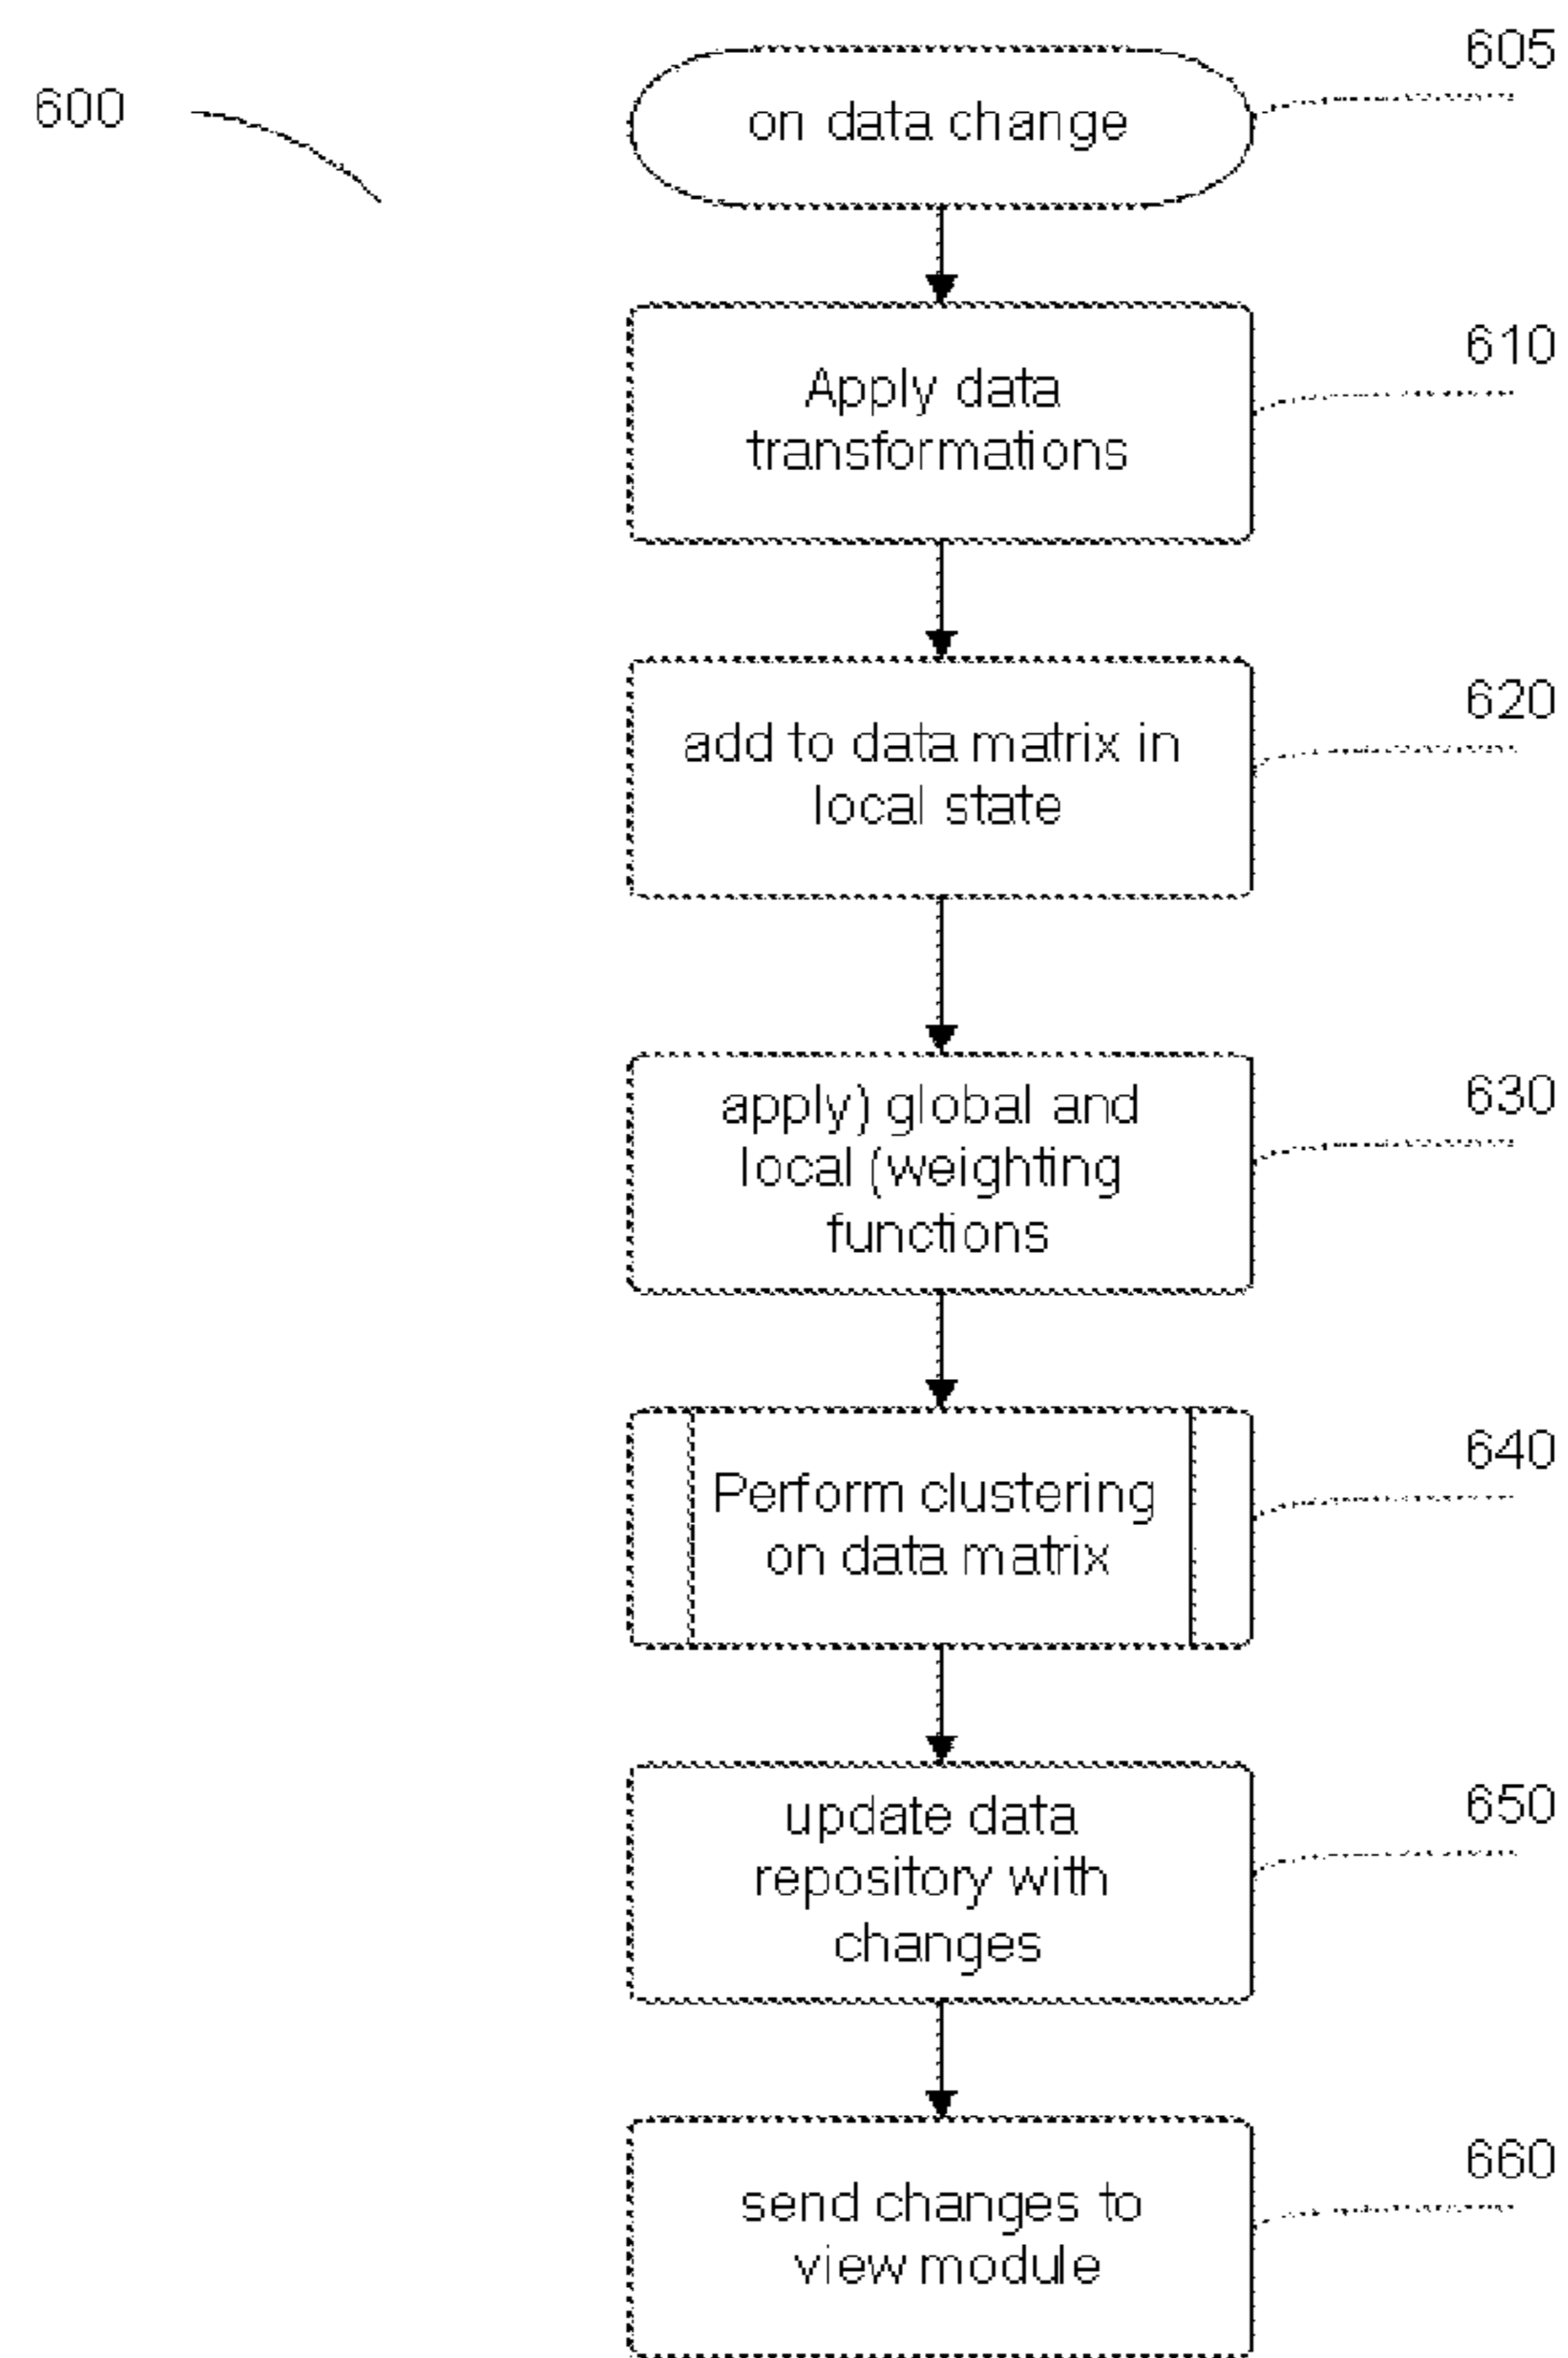 600
605
on data change
610
Apply data
transformations
620
add to data matrix in
local state
630
apply) global and
local (weighting
functions
640
Perform clustering
on data matrix
650
update data
repository with
changes
660
send changes to
view module